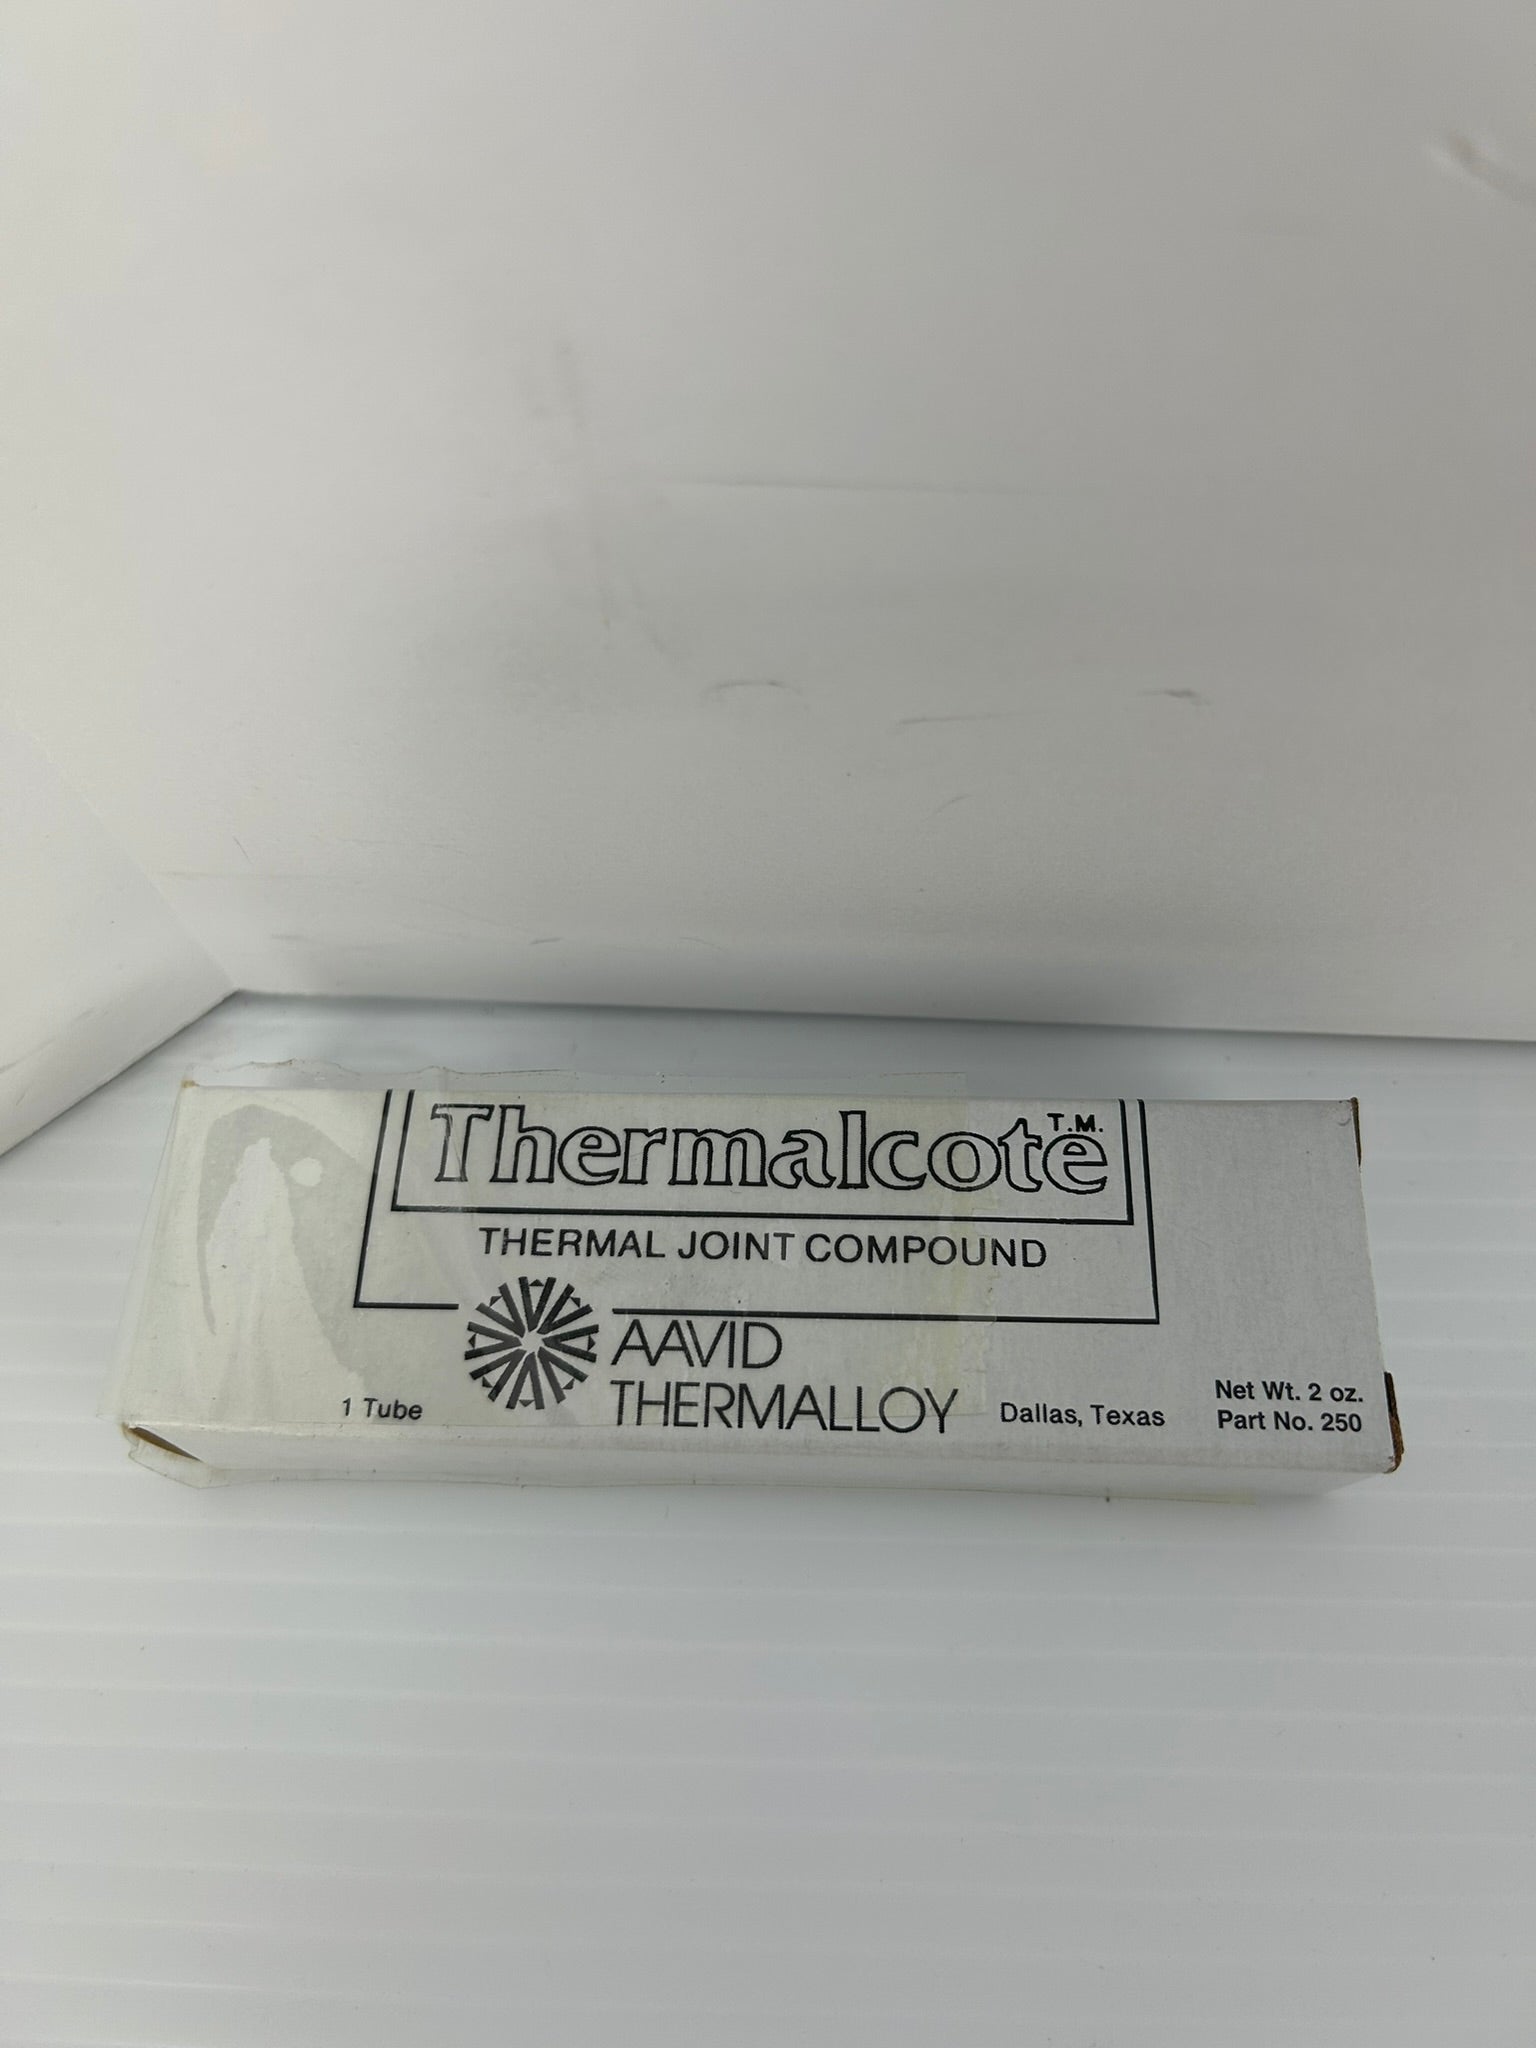 Thermalcote T.M.
THERMAL JOINT COMPOUND
AAVID
THERMALLOY
1 Tube
Dallas, Texas
Net Wt. 2 oz.
Part No. 250